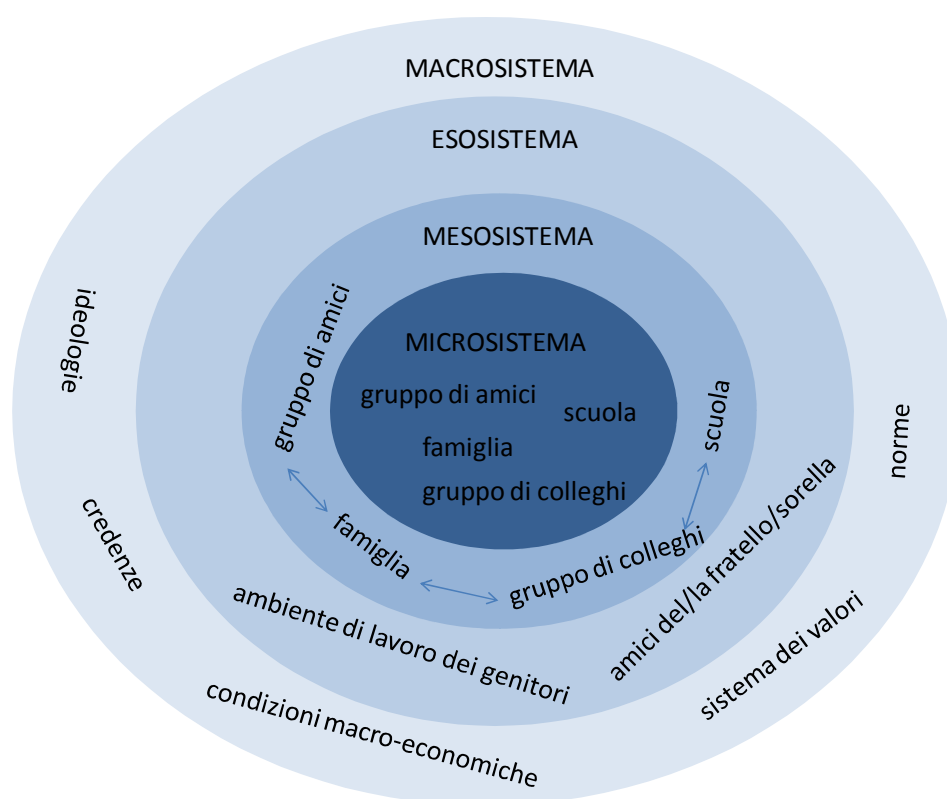 MACROSISTEMA
ESOSISTEMA
MESOSISTEMA
MICROSISTEMA
gruppo di amici
scuola
famiglia
gruppo di colleghi
gruppo di amici
famiglia
gruppo di colleghi
scuola
ambiente di lavoro dei genitori
amici del/la fratello/sorella
ideologie
credenze
condizioni macro-economiche
sistema dei valori
norme